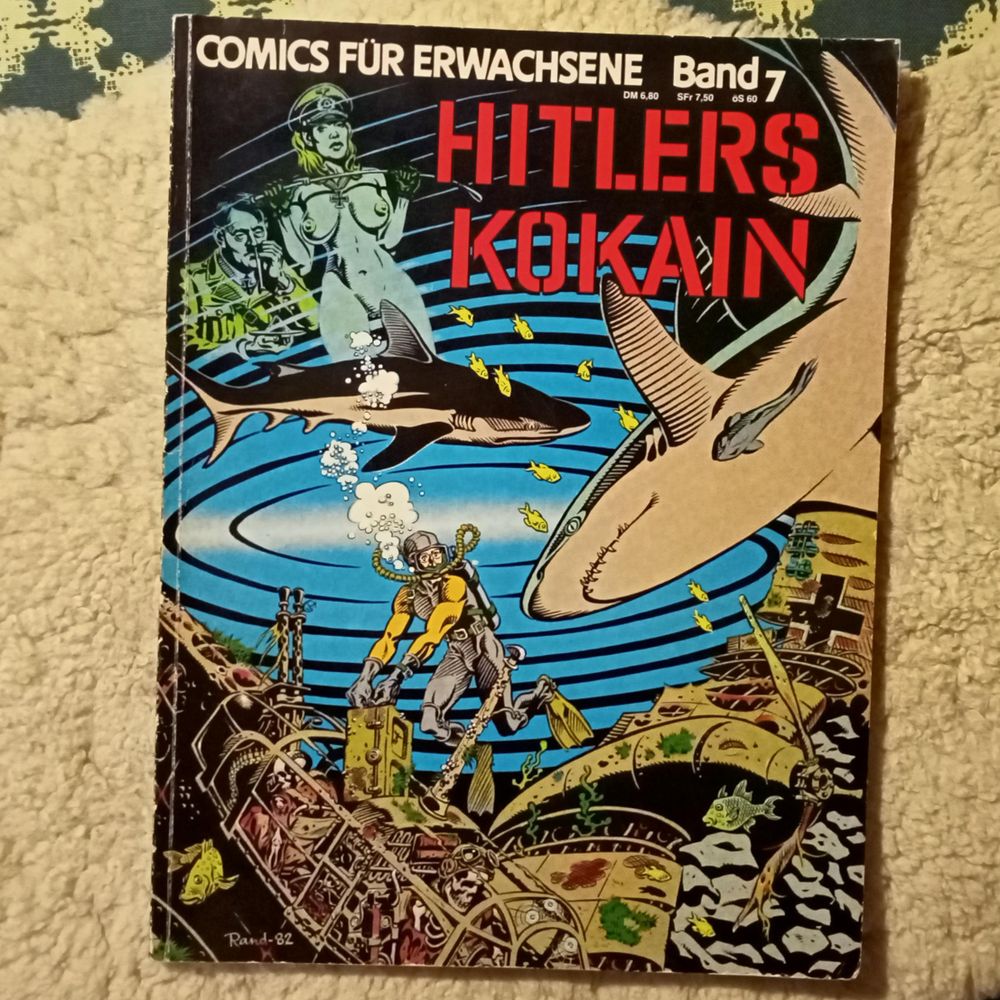 COMICS FÜR ERWACHSENE Band 7
DM 6,80 SFr 7,50 öS 60
HITLERS
KOKAIN
Rand-82